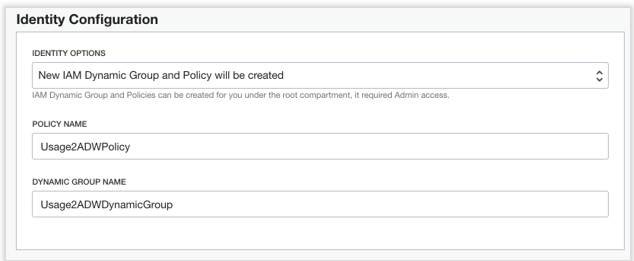 Identity Configuration
IDENTITY OPTIONS
New IAM Dynamic Group and Policy will be created
IAM Dynamic Group and Policies can be created for you under the root compartment, it required Admin access.
POLICY NAME
Usage2ADWPolicy
DYNAMIC GROUP NAME
Usage2ADWDynamicGroup